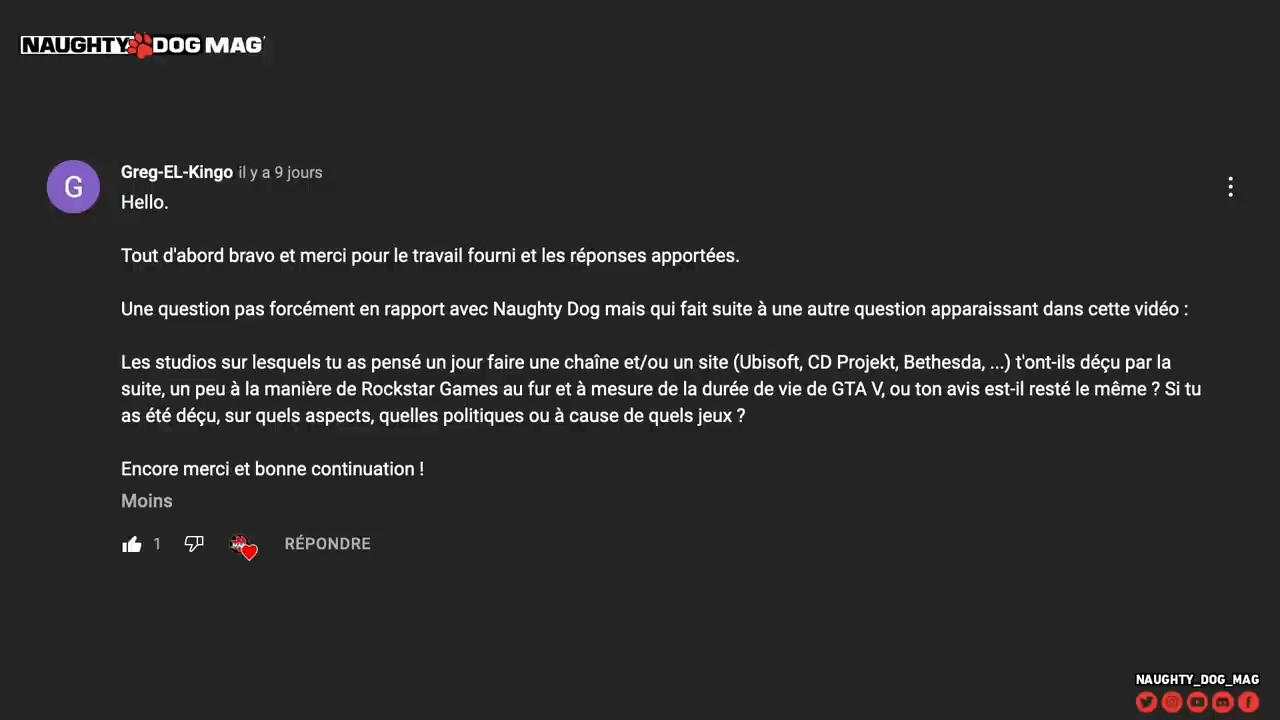 NAUGHTY DOG MAG
Greg-EL-Kingo il y a 9 jours
G
Hello.
Tout d'abord bravo et merci pour le travail fourni et les réponses apportées.
Une question pas forcément en rapport avec Naughty Dog mais qui fait suite à une autre question apparaissant dans cette vidéo :
Les studios sur lesquels tu as pensé un jour faire une chaîne et/ou un site (Ubisoft, CD Projekt, Bethesda, ...) t'ont-ils déçu par la
suite, un peu à la manière de Rockstar Games au fur et à mesure de la durée de vie de GTA V, ou ton avis est-il resté le même ? Si tu
as été déçu, sur quels aspects, quelles politiques ou à cause de quels jeux ?
Encore merci et bonne continuation !
Moins
1 RÉPONDRE
NAUGHTY_DOG_MAG